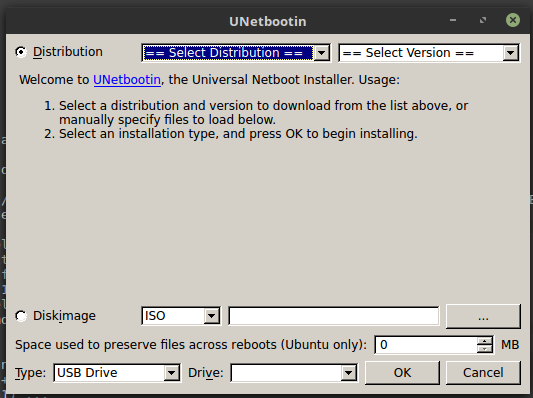 UNetbootin
Distribution == Select Distribution == == Select Version ==
Welcome to UNetbootin, the Universal Netboot Installer. Usage:
1. Select a distribution and version to download from the list above, or
manually specify files to load below.
2. Select an installation type, and press OK to begin installing.
Diskimage ISO ...
Space used to preserve files across reboots (Ubuntu only): 0 MB
Type: USB Drive Drive: OK Cancel